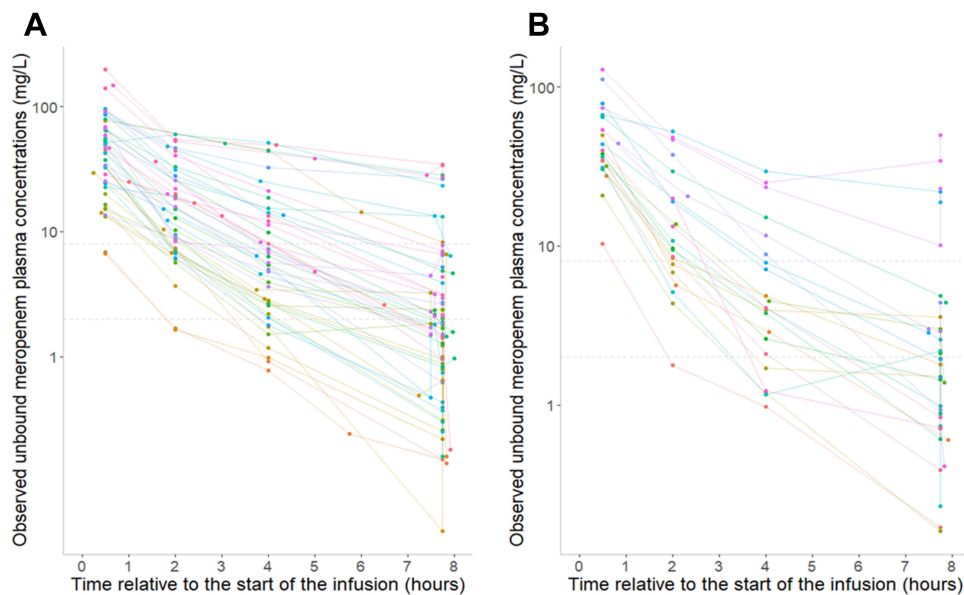 A
B
Observed unbound meropenem plasma concentrations (mg/L)
100
10
1
0 1 2 3 4 5 6 7 8
Time relative to the start of the infusion (hours)
Observed unbound meropenem plasma concentrations (mg/L)
100
10
1
0 1 2 3 4 5 6 7 8
Time relative to the start of the infusion (hours)